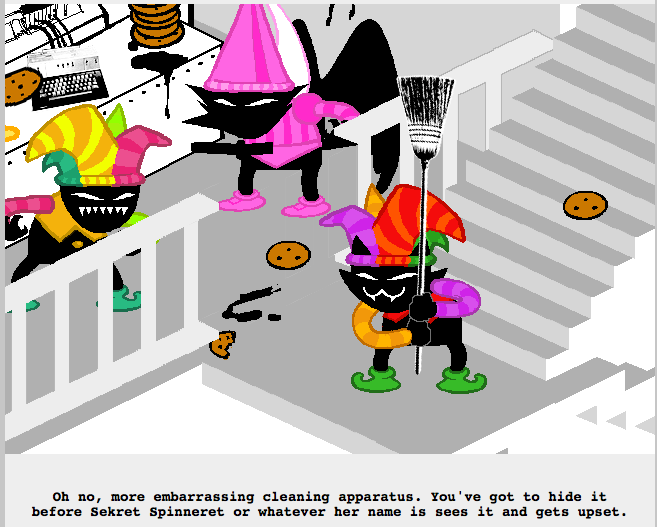 Oh no, more embarrassing cleaning apparatus. You've got to hide it
before Sekret Spinneret or whatever her name is sees it and gets upset.